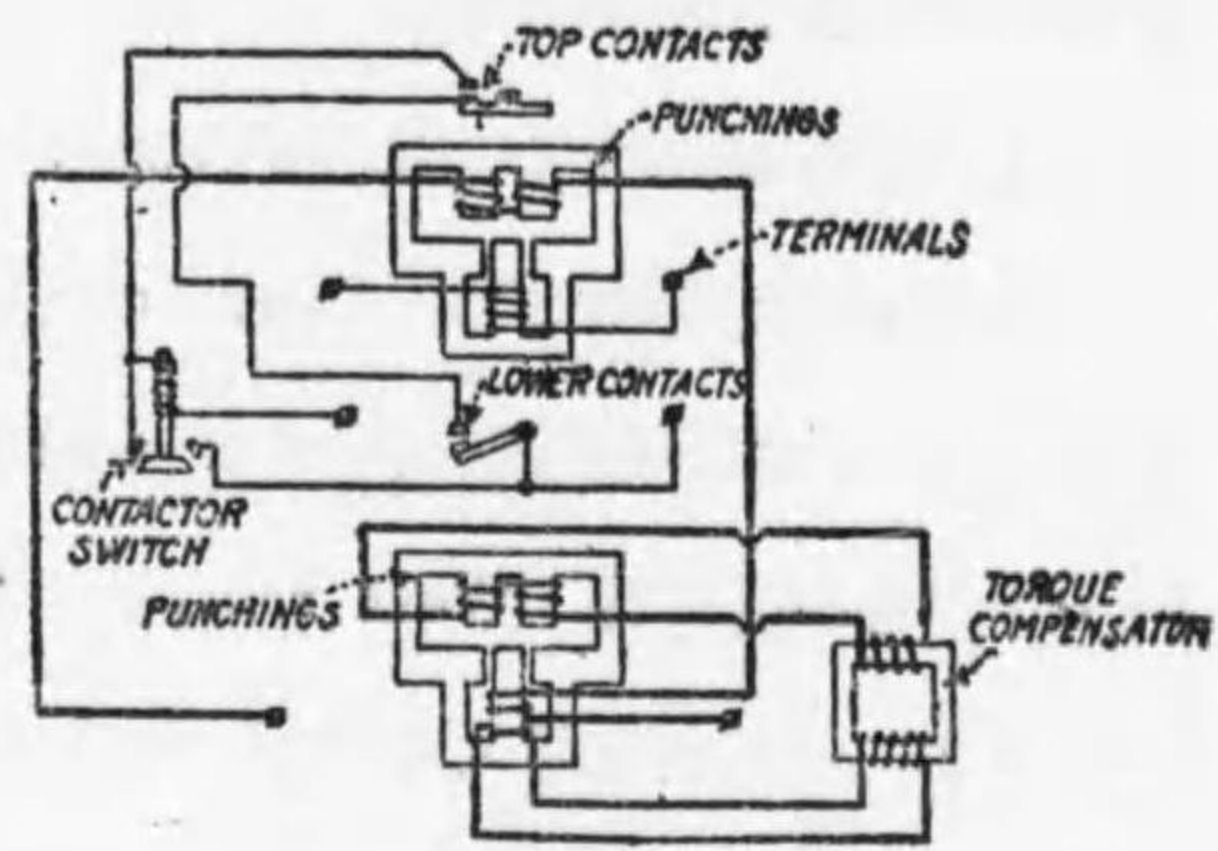 TOP CONTACTS
PUNCHINGS
TERMINALS
LOWER CONTACTS
CONTACTOR
SWITCH
PUNCHINGS
TORQUE
COMPENSATOR